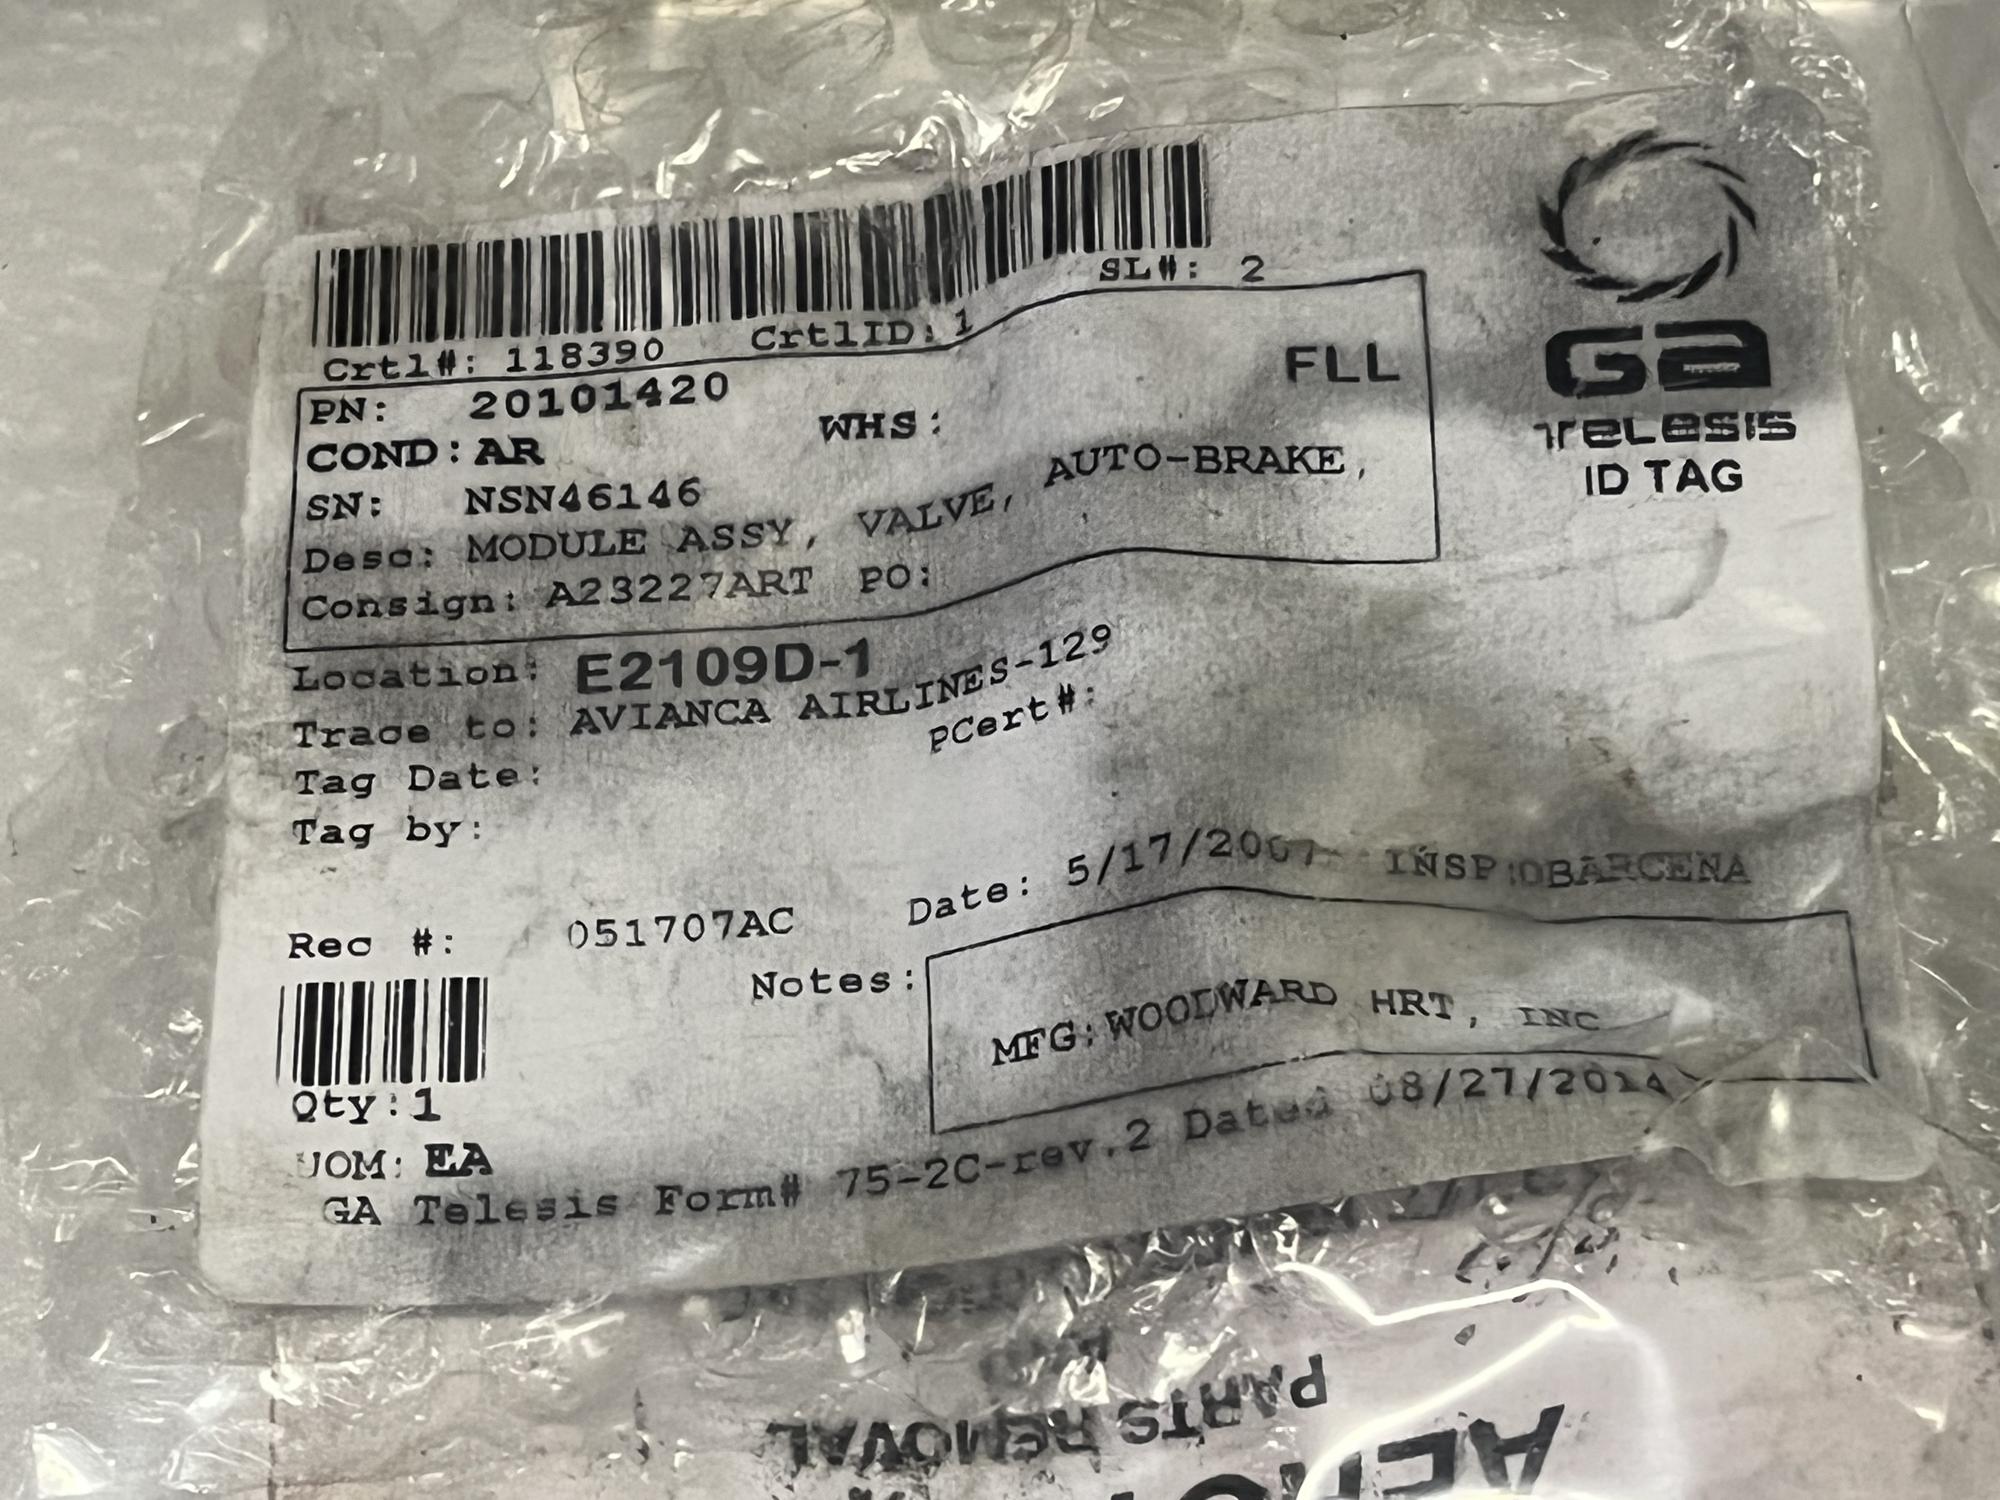 SL#: 2
Crtl#: 118390 CrtlID: 1
PN: 20101420
FLL
COND: AR WHS:
SN: NSN46146
Desc: MODULE ASSY, VALVE, AUTO-BRAKE,
Consign: A23227ART PO:
GA
TELESIS
ID TAG
Location: E2109D-1
Trace to: AVIANCA AIRLINES-129
PCert#:
Tag Date:
Tag by:
Rec #: 051707AC Date: 5/17/2007 INSP:OBARCENA
Notes:
MFG:WOODWARD HRT, INC
Qty:1
UOM: EA
GA Telesis Form# 75-2C-rev.2 Dated 08/27/2014
PARTS REMOVAL